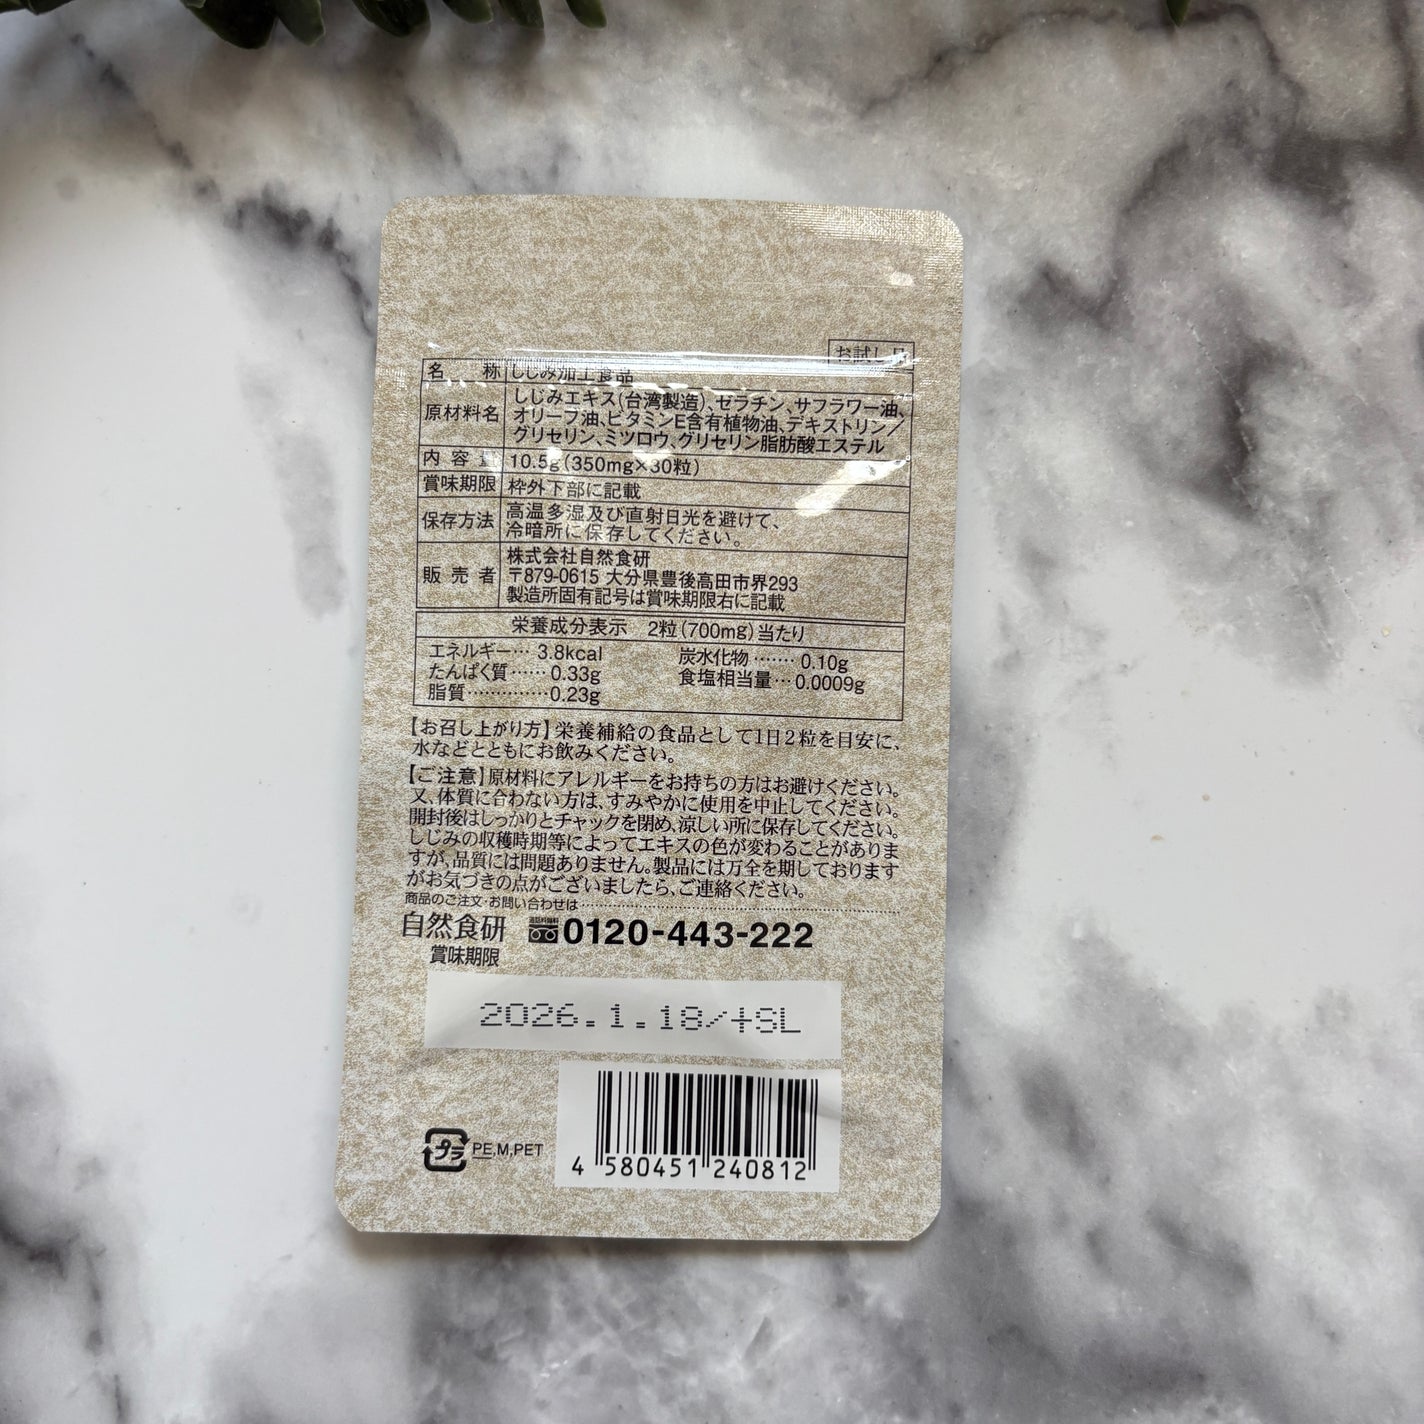 お試し品
名称 しじみ加工食品
原材料名 しじみエキス(台湾製造)、ゼラチン、サフラワー油、
オリーブ油、ビタミンE含有植物油、デキストリン／
グリセリン、ミツロウ、グリセリン脂肪酸エステル
内容量 10.5g(350mg×30粒)
賞味期限 枠外下部に記載
保存方法 高温多湿及び直射日光を避けて、
冷暗所に保存してください。
販売者 株式会社自然食研
〒879-0615 大分県豊後高田市界293
製造所固有記号は賞味期限右に記載
栄養成分表示 2粒(700mg)当たり
エネルギー… 3.8kcal 炭水化物……. 0.10g
たんぱく質…… 0.33g 食塩相当量… 0.0009g
脂質…………0.23g
【お召し上がり方】栄養補給の食品として1日2粒を目安に、
水などとともにお飲みください。
【ご注意】原材料にアレルギーをお持ちの方はお避けください。
又、体質に合わない方は、すみやかに使用を中止してください。
開封後はしっかりとチャックを閉め、涼しい所に保存してください。
しじみの収穫時期等によってエキスの色が変わることがありま
すが、品質には問題ありません。製品には万全を期しております
がお気づきの点がございましたら、ご連絡ください。
商品のご注文・お問い合わせは
自然食研 0120-443-222
賞味期限
2026.1.18/+SL
プラ PE,M,PET
4 580451 240812